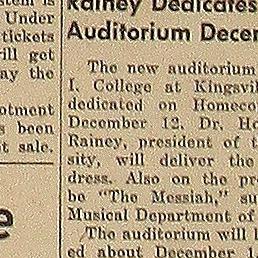 stem is
Under
tickets
ill get
ay the
otment
s been
t sale.
Rainey Dedicates
Auditorium Decem
The new auditorium
I. College at Kingsvil
dedicated on Homeco
December 12. Dr. Ho
Rainey, president of t
sity, will deliver the
dress. Also on the pr
be "The Messiah," su
Musical Department of
The auditorium will b
ed about December 1
e